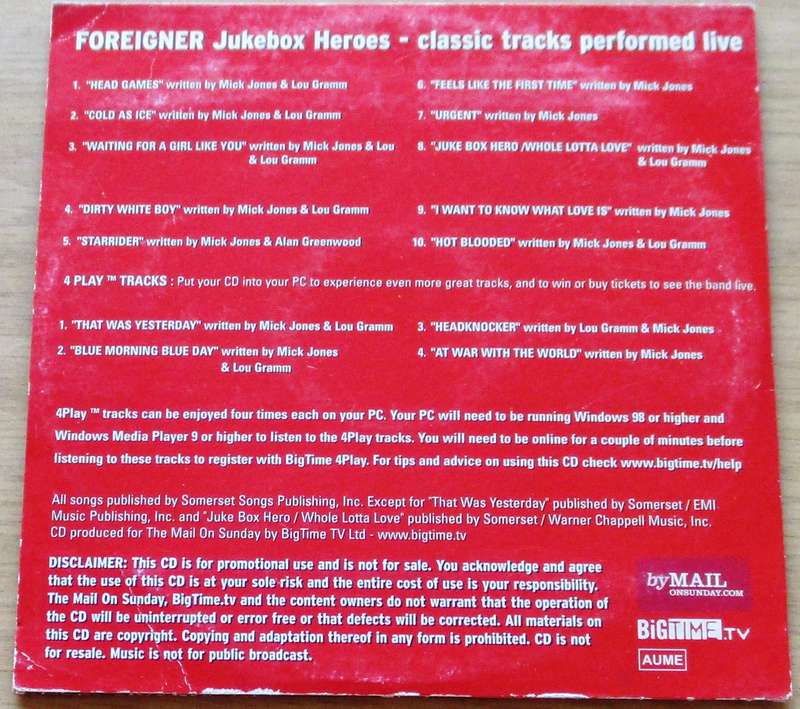 FOREIGNER Jukebox Heroes - classic tracks performed live
1. "HEAD GAMES" written by Mick Jones & Lou Gramm
2. "COLD AS ICE" written by Mick Jones & Lou Gramm
3. "WAITING FOR A GIRL LIKE YOU" written by Mick Jones & Lou
& Lou Gramm
4. "DIRTY WHITE BOY" written by Mick Jones & Lou Gramm
5. "STARRIDER" written by Mick Jones & Alan Greenwood
6. "FEELS LIKE THE FIRST TIME" written by Mick Jones
7. "URGENT" written by Mick Jones
8. "JUKE BOX HERO /WHOLE LOTTA LOVE" written by Mick Jones
& Lou Gramm
9. "I WANT TO KNOW WHAT LOVE IS" written by Mick Jones
10. "HOT BLOODED" written by Mick Jones & Lou Gramm
4 PLAY ™ TRACKS : Put your CD into your PC to experience even more great tracks, and to win or buy tickets to see the band live.
1. "THAT WAS YESTERDAY" written by Mick Jones & Lou Gramm
2. "BLUE MORNING BLUE DAY" written by Mick Jones
& Lou Gramm
3. "HEADKNOCKER" written by Lou Gramm & Mick Jones
4. "AT WAR WITH THE WORLD" written by Mick Jones
4Play ™ tracks can be enjoyed four times each on your PC. Your PC will need to be running Windows 98 or higher and
Windows Media Player 9 or higher to listen to the 4Play tracks. You will need to be online for a couple of minutes before
listening to these tracks to register with BigTime 4Play. For tips and advice on using this CD check www.bigtime.tv/help
All songs published by Somerset Songs Publishing, Inc. Except for "That Was Yesterday" published by Somerset / EMI
Music Publishing, Inc. and "Juke Box Hero / Whole Lotta Love" published by Somerset / Warner Chappell Music, Inc.
CD produced for The Mail On Sunday by BigTime TV Ltd - www.bigtime.tv
DISCLAIMER: This CD is for promotional use and is not for sale. You acknowledge and agree
that the use of this CD is at your sole risk and the entire cost of use is your responsibility.
The Mail On Sunday, BigTime.tv and the content owners do not warrant that the operation of
the CD will be uninterrupted or error free or that defects will be corrected. All materials on
this CD are copyright. Copying and adaptation thereof in any form is prohibited. CD is not
for resale. Music is not for public broadcast.
byMAIL
ONSUNDAY.COM
BiGTIME.TV
AUME